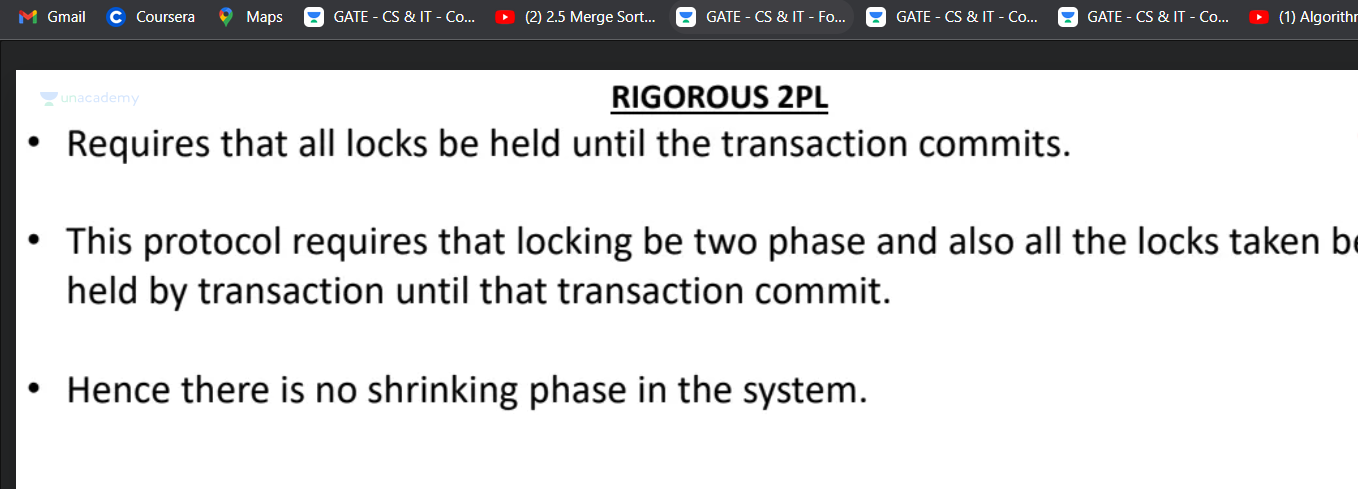 Gmail Coursera Maps GATE - CS & IT - Co... (2) 2.5 Merge Sort... GATE - CS & IT - Fo... GATE - CS & IT - Co... GATE - CS & IT - Co... (1) Algorithr
unacademy
RIGOROUS 2PL
• Requires that all locks be held until the transaction commits.
• This protocol requires that locking be two phase and also all the locks taken be
held by transaction until that transaction commit.
• Hence there is no shrinking phase in the system.